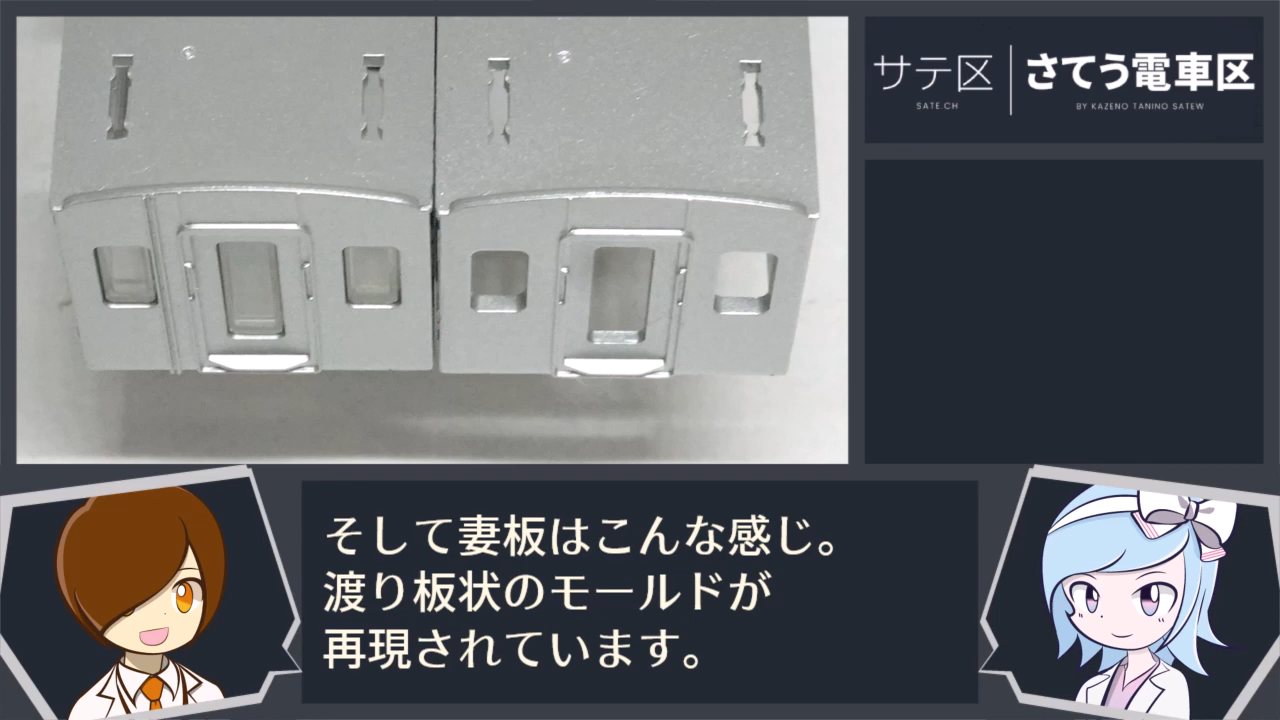 サテ区
SATE.CH
さてう電車区
BY KAZENO TANINO SATEW
そして妻板はこんな感じ。
渡り板状のモールドが
再現されています。